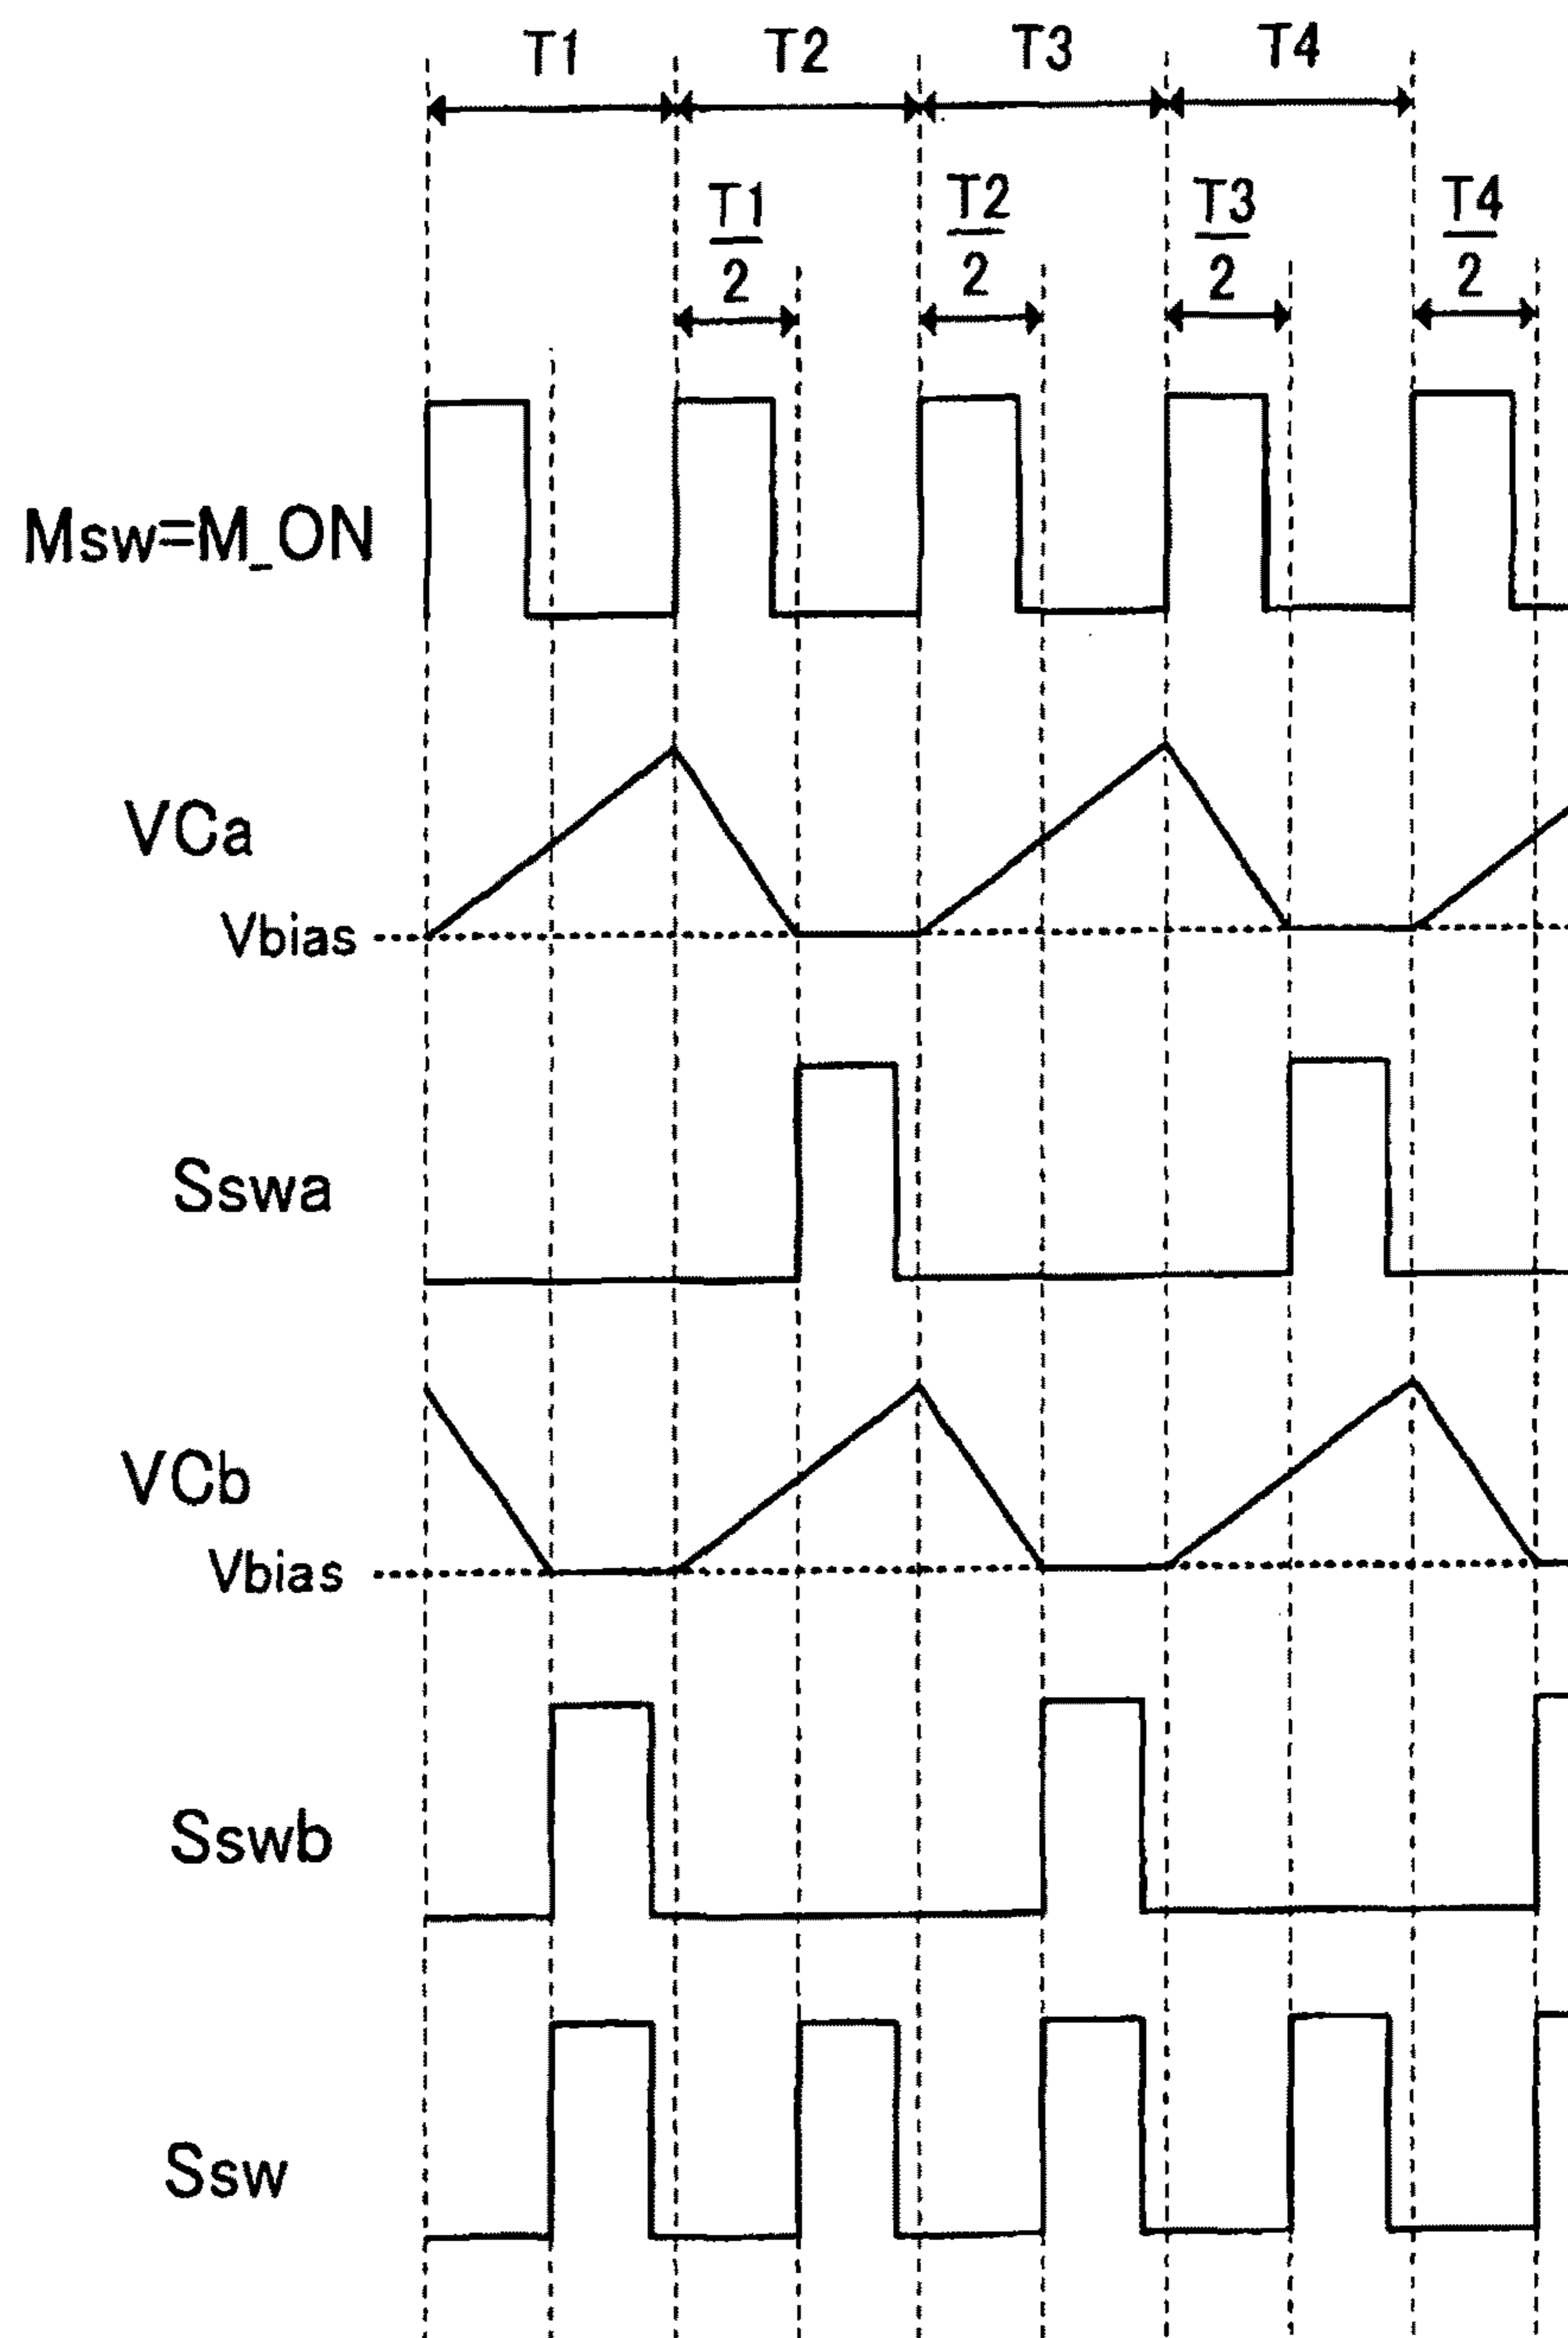 T1 T2 T3 T4
T1/2 T2/2 T3/2 T4/2
Msw=M_ON
VCa
Vbias
Sswa
VCb
Vbias
Sswb
Ssw